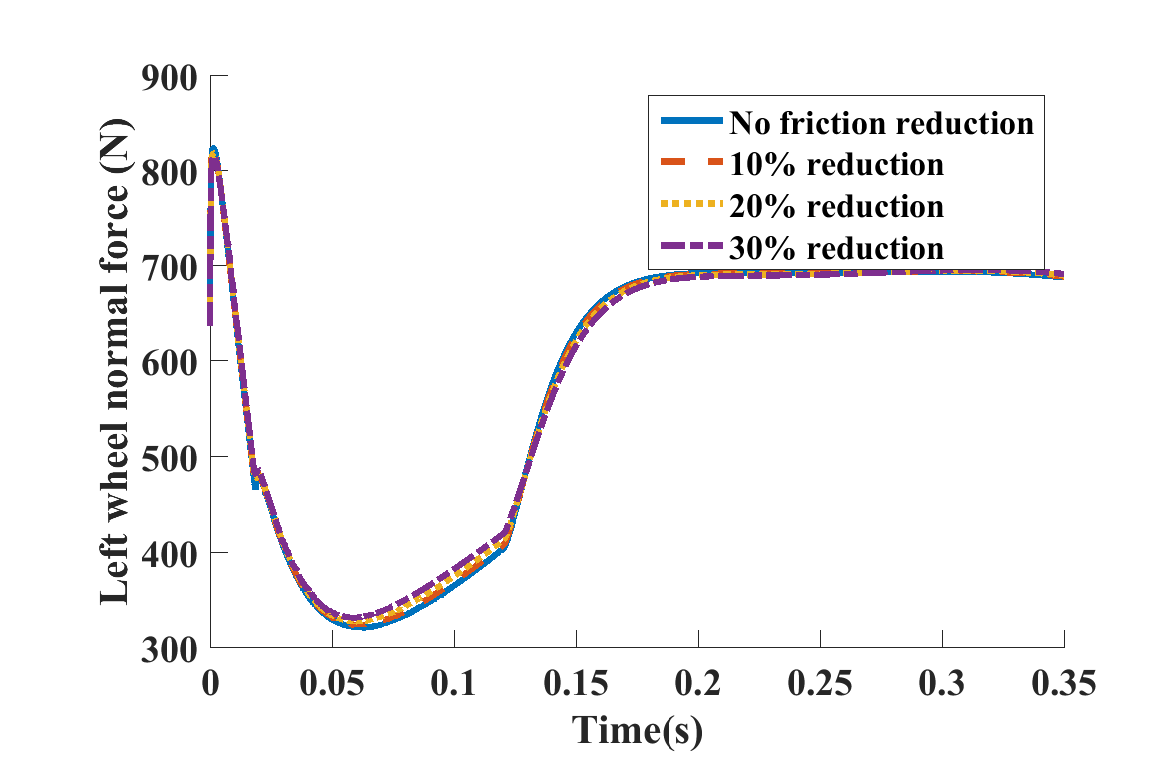 900
800
700
600
500
400
300
Left wheel normal force (N)
No friction reduction
10% reduction
20% reduction
30% reduction
0 0.05 0.1 0.15 0.2 0.25 0.3 0.35
Time(s)